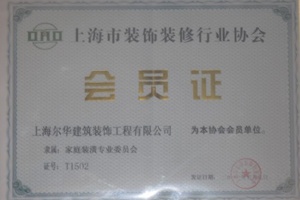 上海市装饰装修行业协会
会员证
上海尔华建筑装饰工程有限公司 为本协会会员单位。
隶属：家庭装潢专业委员会
证号：T1502